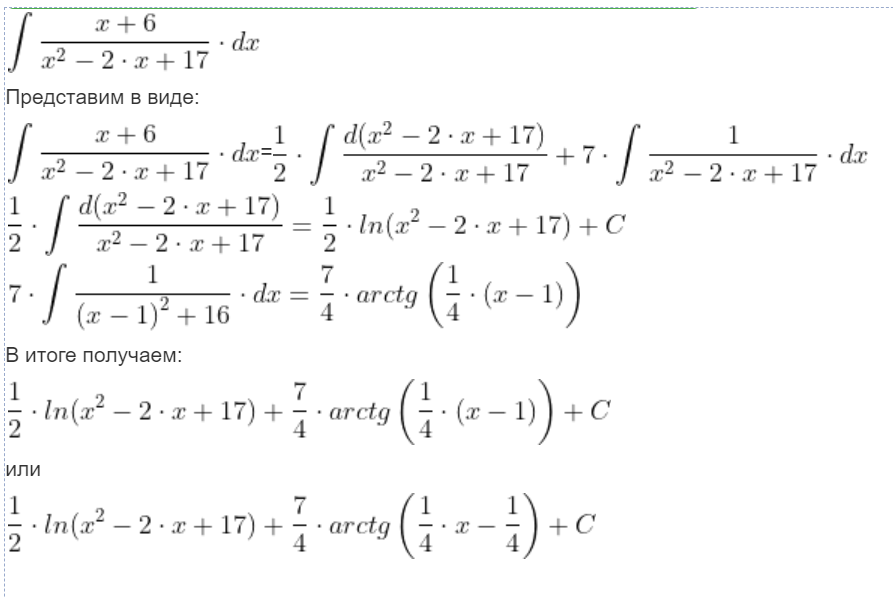 ∫ (x + 6)/(x² − 2 · x + 17) · dx
Представим в виде:
∫ (x + 6)/(x² − 2 · x + 17) · dx=1/2 · ∫ d(x² − 2 · x + 17)/(x² − 2 · x + 17) + 7 · ∫ 1/(x² − 2 · x + 17) · dx
1/2 · ∫ d(x² − 2 · x + 17)/(x² − 2 · x + 17) = 1/2 · ln(x² − 2 · x + 17) + C
7 · ∫ 1/((x − 1)² + 16) · dx = 7/4 · arctg (1/4 · (x − 1))
В итоге получаем:
1/2 · ln(x² − 2 · x + 17) + 7/4 · arctg (1/4 · (x − 1)) + C
или
1/2 · ln(x² − 2 · x + 17) + 7/4 · arctg (1/4 · x − 1/4) + C